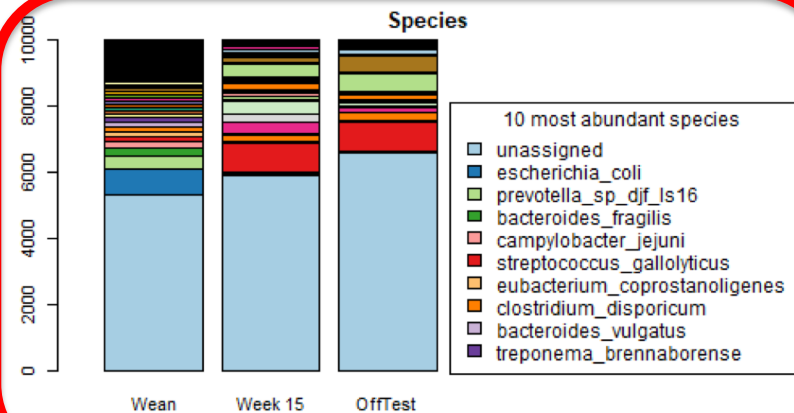 Species
10000
8000
6000
4000
2000
0
Wean Week 15 OffTest
10 most abundant species
unassigned
escherichia_coli
prevotella_sp_djf_ls16
bacteroides_fragilis
campylobacter_jejuni
streptococcus_gallolyticus
eubacterium_coprostanoligenes
clostridium_disporicum
bacteroides_vulgatus
treponema_brennaborense